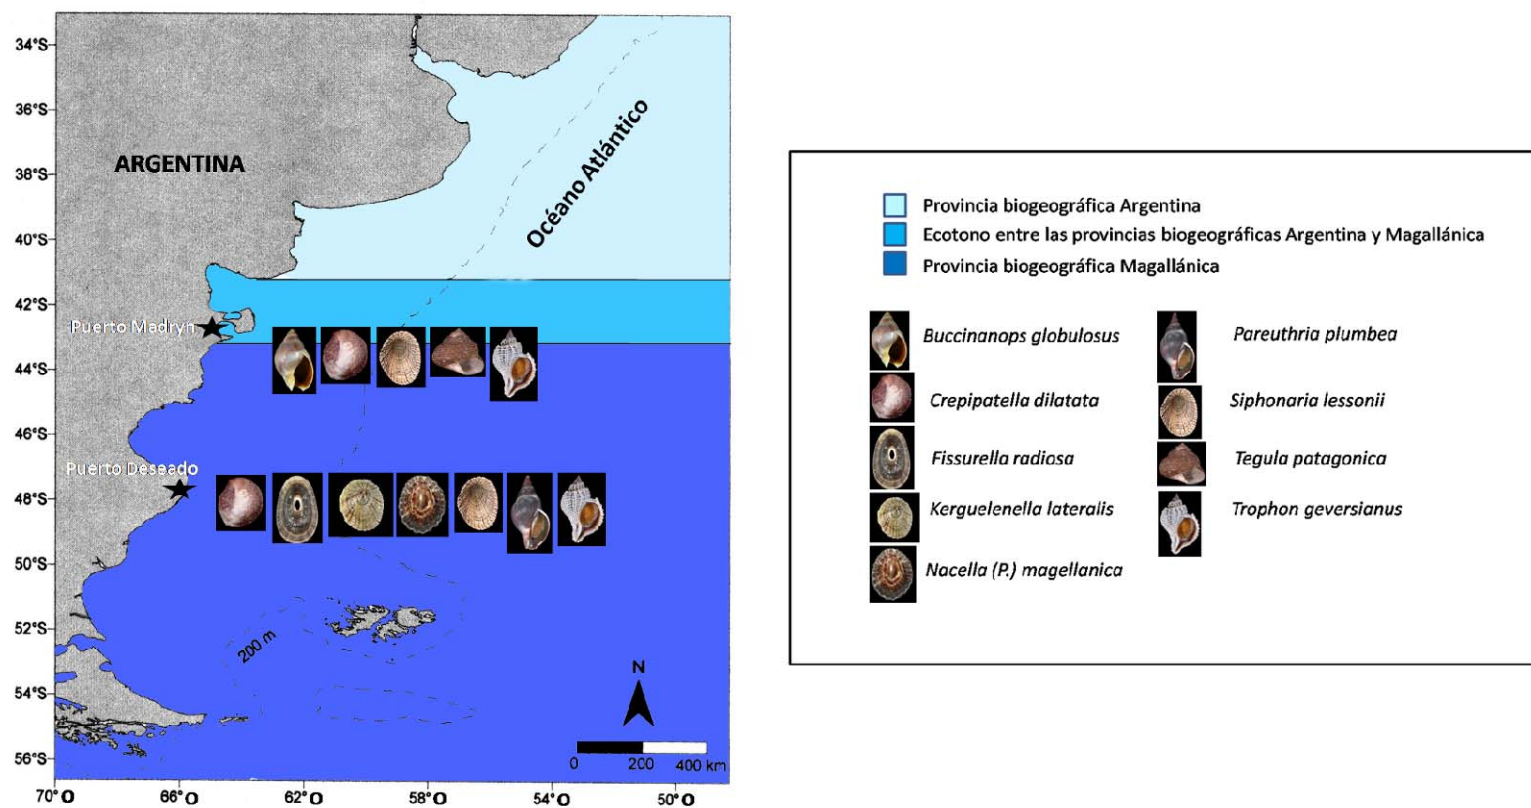 34°S
36°S
38°S
40°S
42°S
44°S
46°S
48°S
50°S
52°S
54°S
56°S
ARGENTINA
Océano Atlántico
Puerto Madryn
Puerto Deseado
200 m
N
0 200 400 km
70°O 66°O 62°O 58°O 54°O 50°O
Provincia biogeográfica Argentina
Ecotono entre las provincias biogeográficas Argentina y Magallánica
Provincia biogeográfica Magallánica
Buccinanops globulosus
Crepipatella dilatata
Fissurella radiosa
Kerguelenella lateralis
Nacella (P.) magellanica
Pareuthria plumbea
Siphonaria lessonii
Tegula patagonica
Trophon geversianus